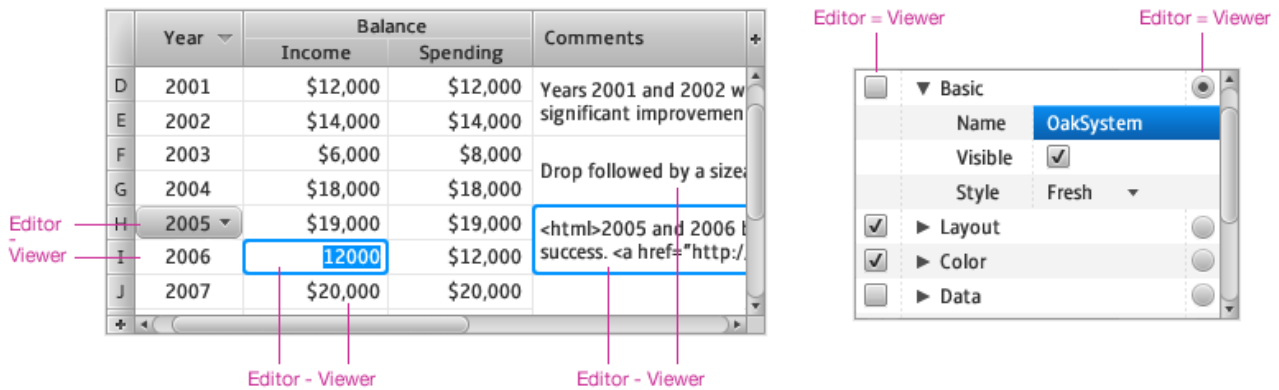 Editor = Viewer Editor = Viewer
Year Balance Comments
Income Spending
D 2001 $12,000 $12,000 Years 2001 and 2002 w
E 2002 $14,000 $14,000 significant improvemen
F 2003 $6,000 $8,000
Drop followed by a size
G 2004 $18,000 $18,000
H 2005 $19,000 $19,000 <html>2005 and 2006 b
I 2006 12000 $12,000 success. <a href="http:/
J 2007 $20,000 $20,000
Editor
-
Viewer
Editor - Viewer Editor - Viewer
Basic
Name OakSystem
Visible
Style Fresh
Layout
Color
Data